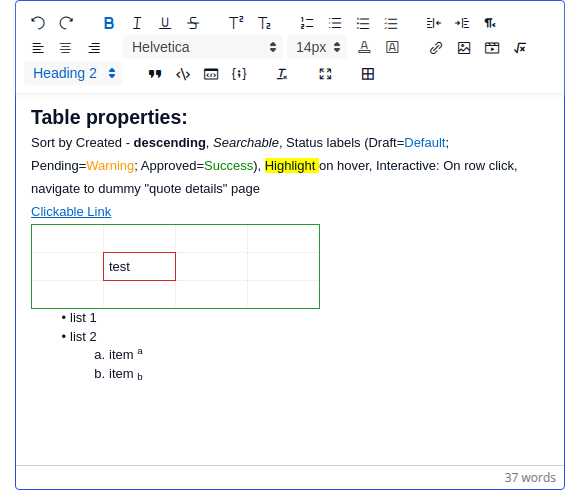 Helvetica 14px
Heading 2
Table properties:
Sort by Created - descending, Searchable, Status labels (Draft=Default;
Pending=Warning; Approved=Success), Highlight on hover, Interactive: On row click,
navigate to dummy "quote details" page
Clickable Link
test
• list 1
• list 2
a. item a
b. item b
37 words